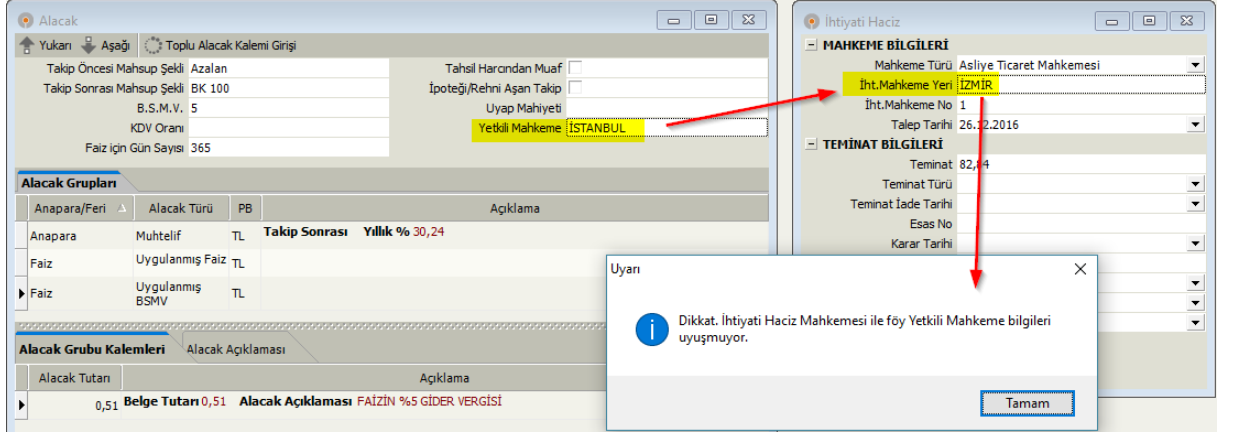 Alacak
Yukarı Aşağı Toplu Alacak Kalemi Girişi
Takip Öncesi Mahsup Şekli Azalan
Takip Sonrası Mahsup Şekli BK 100
B.S.M.V. 5
KDV Oranı
Faiz için Gün Sayısı 365
Tahsil Harcından Muaf
İpoteği/Rehni Aşan Takip
Uyap Mahiyeti
Yetkili Mahkeme İSTANBUL
Alacak Grupları
Anapara/Feri Alacak Türü PB Açıklama
Anapara Muhtelif TL Takip Sonrası Yıllık % 30,24
Faiz Uygulanmış Faiz TL
Faiz Uygulanmış BSMV TL
Alacak Grubu Kalemleri Alacak Açıklaması
Alacak Tutarı Açıklama
0,51 Belge Tutarı 0,51 Alacak Açıklaması FAİZİN %5 GİDER VERGİSİ
İhtiyati Haciz
MAHKEME BİLGİLERİ
Mahkeme Türü Asliye Ticaret Mahkemesi
İht.Mahkeme Yeri İZMİR
İht.Mahkeme No 1
Talep Tarihi 26.12.2016
TEMİNAT BİLGİLERİ
Teminat 82,84
Teminat Türü
Teminat İade Tarihi
Esas No
Karar Tarihi
Uyarı
Dikkat. İhtiyati Haciz Mahkemesi ile föy Yetkili Mahkeme bilgileri
uyuşmuyor.
Tamam